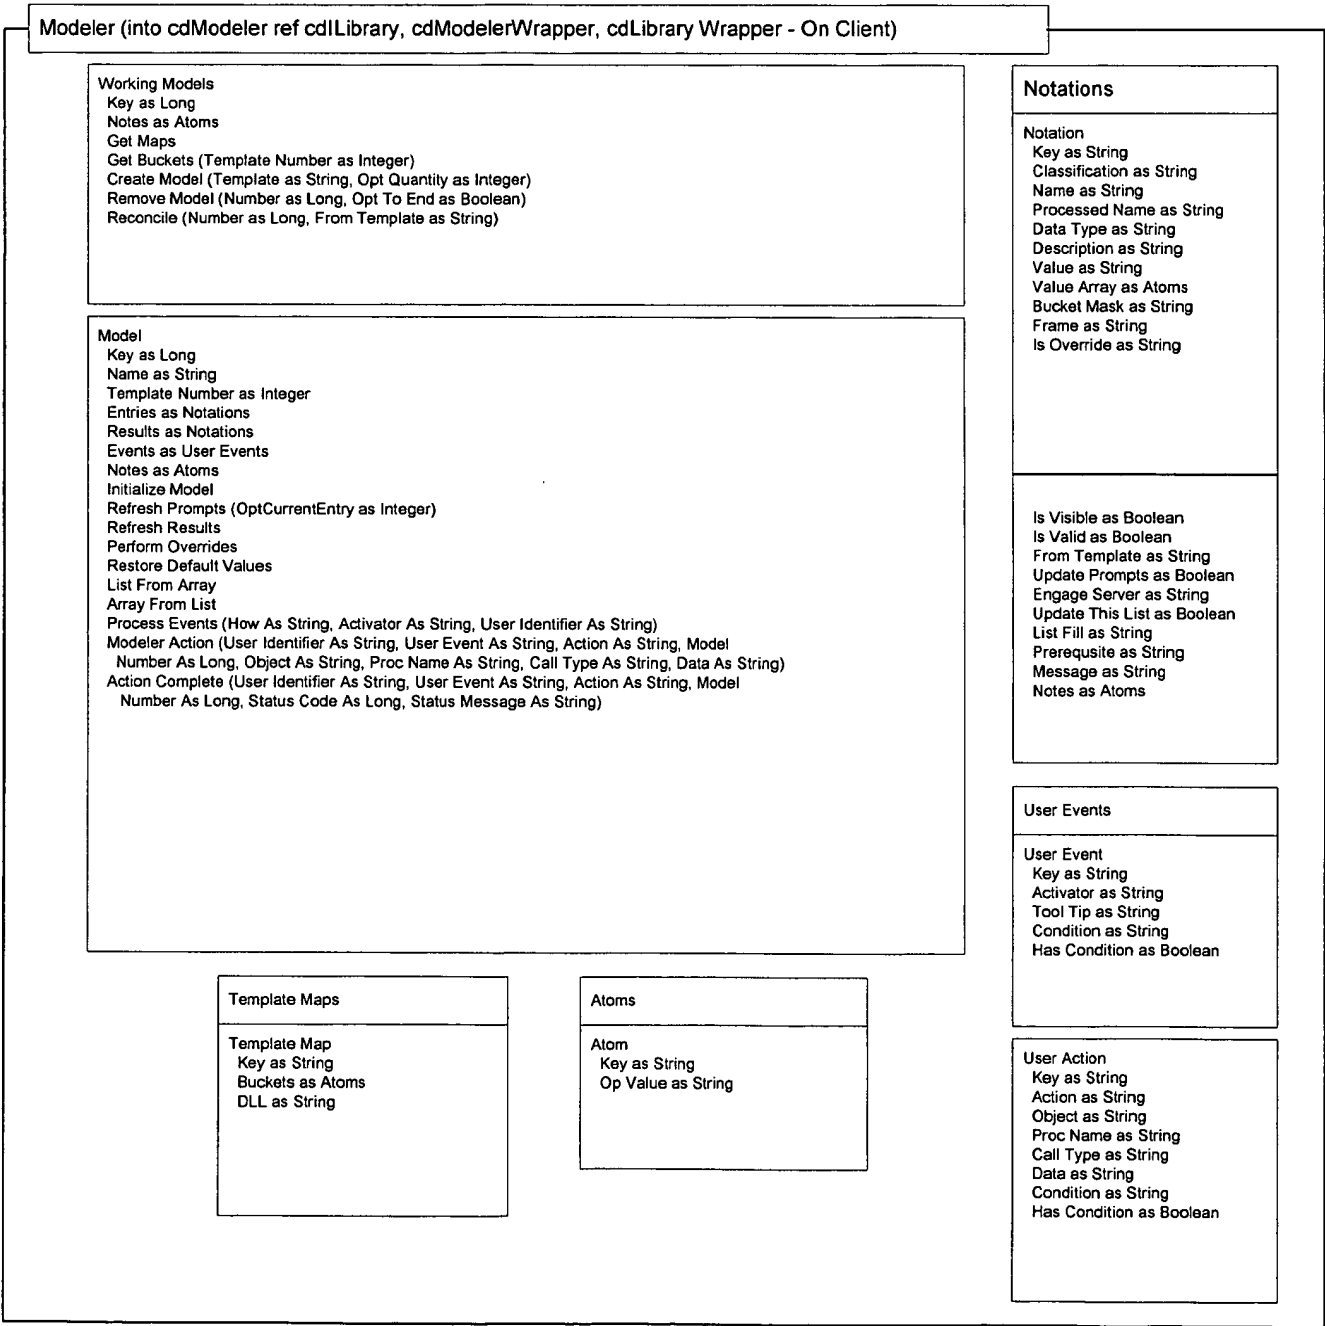 Modeler (into cdModeler ref cdILibrary, cdModelerWrapper, cdLibrary Wrapper - On Client)
Working Models
Key as Long
Notes as Atoms
Get Maps
Get Buckets (Template Number as Integer)
Create Model (Template as String, Opt Quantity as Integer)
Remove Model (Number as Long, Opt To End as Boolean)
Reconcile (Number as Long, From Template as String)
Model
Key as Long
Name as String
Template Number as Integer
Entries as Notations
Results as Notations
Events as User Events
Notes as Atoms
Initialize Model
Refresh Prompts (OptCurrentEntry as Integer)
Refresh Results
Perform Overrides
Restore Default Values
List From Array
Array From List
Process Events (How As String, Activator As String, User Identifier As String)
Modeler Action (User Identifier As String, User Event As String, Action As String, Model
Number As Long, Object As String, Proc Name As String, Call Type As String, Data As String)
Action Complete (User Identifier As String, User Event As String, Action As String, Model
Number As Long, Status Code As Long, Status Message As String)
Template Maps
Template Map
Key as String
Buckets as Atoms
DLL as String
Atoms
Atom
Key as String
Op Value as String
Notations
Notation
Key as String
Classification as String
Name as String
Processed Name as String
Data Type as String
Description as String
Value as String
Value Array as Atoms
Bucket Mask as String
Frame as String
Is Override as String
Is Visible as Boolean
Is Valid as Boolean
From Template as String
Update Prompts as Boolean
Engage Server as String
Update This List as Boolean
List Fill as String
Prerequsite as String
Message as String
Notes as Atoms
User Events
User Event
Key as String
Activator as String
Tool Tip as String
Condition as String
Has Condition as Boolean
User Action
Key as String
Action as String
Object as String
Proc Name as String
Call Type as String
Data as String
Condition as String
Has Condition as Boolean